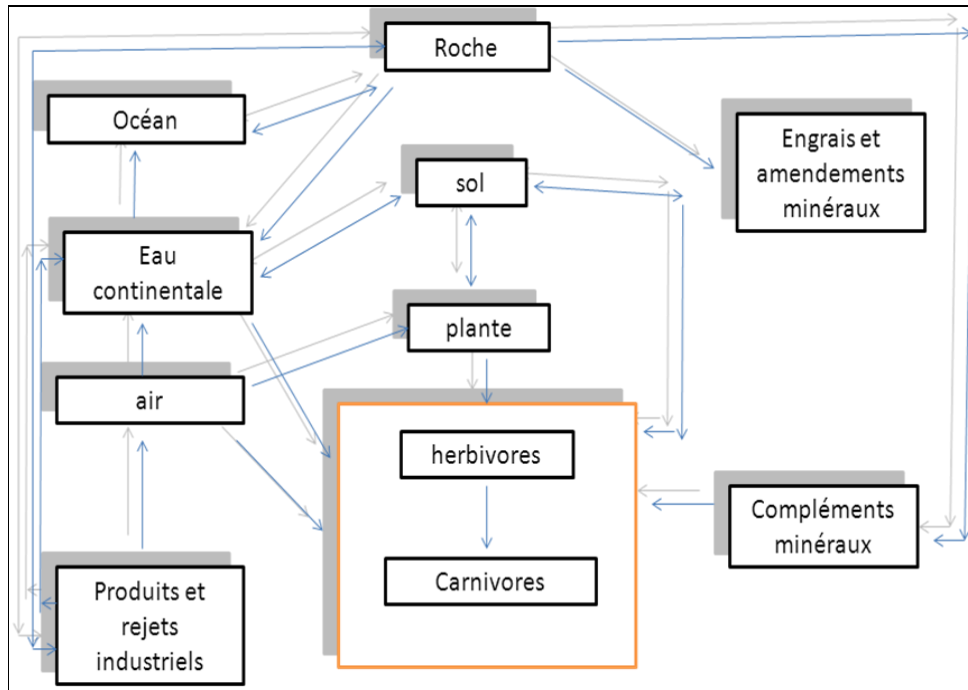 Roche
Océan
Engrais et
amendements
minéraux
sol
Eau
continentale
plante
air
herbivores
Compléments
minéraux
Carnivores
Produits et
rejets
industriels